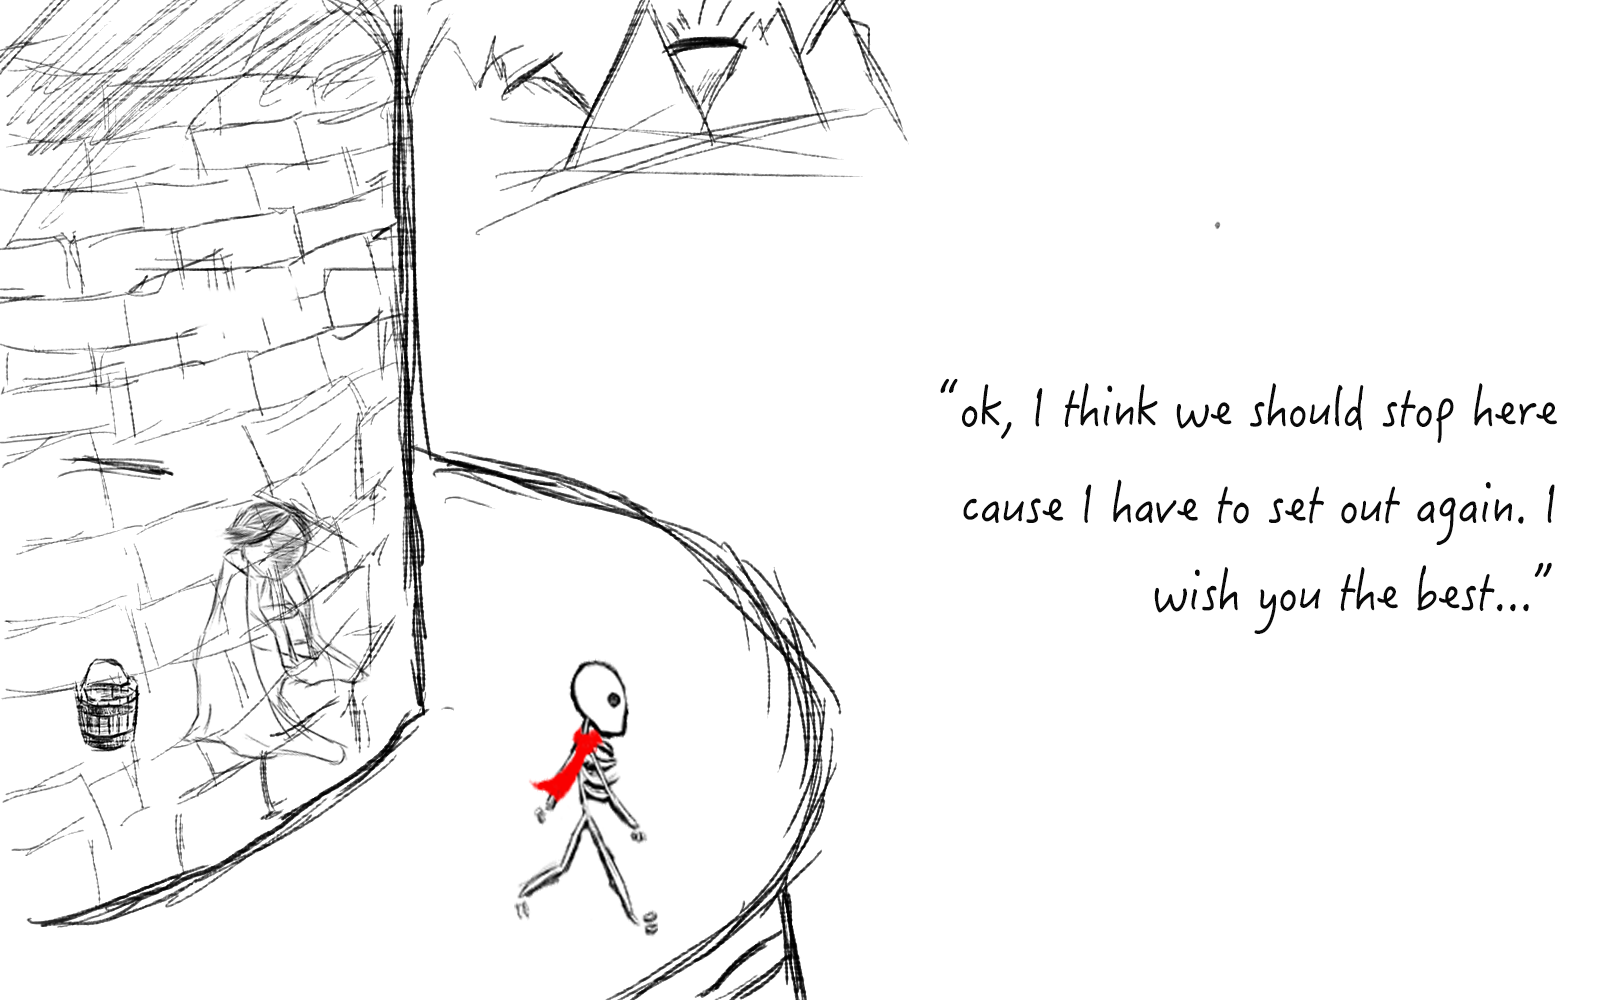 “ok, I think we should stop here
cause I have to set out again. I
wish you the best...”